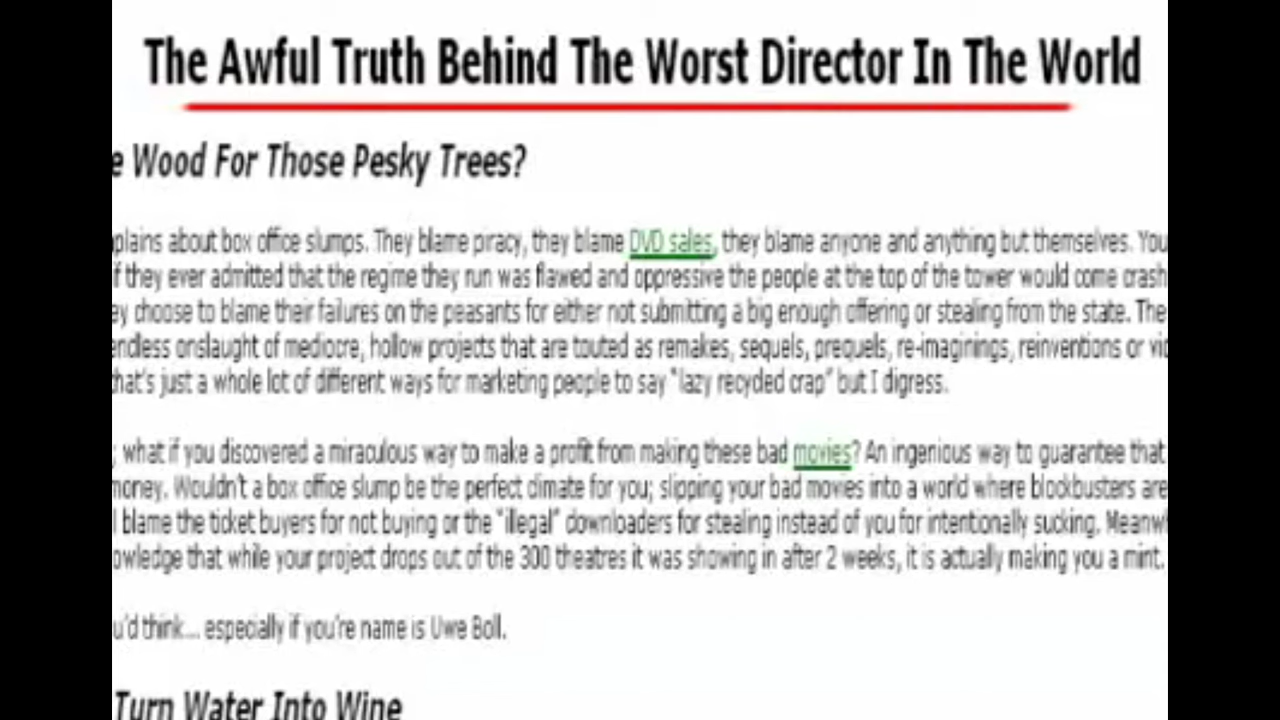 The Awful Truth Behind The Worst Director In The World
e Wood For Those Pesky Trees?
plains about box office slumps. They blame piracy, they blame DVD sales, they blame anyone and anything but themselves. You
if they ever admitted that the regime they run was flawed and oppressive the people at the top of the tower would come crash
ey choose to blame their failures on the peasants for either not submitting a big enough offering or stealing from the state. The
endless onslaught of mediocre, hollow projects that are touted as remakes, sequels, prequels, re-imaginings, reinventions or vid
that's just a whole lot of different ways for marketing people to say "lazy recycled crap" but I digress.
; what if you discovered a miraculous way to make a profit from making these bad movies? An ingenious way to guarantee that
money. Wouldn't a box office slump be the perfect climate for you; slipping your bad movies into a world where blockbusters are
l blame the ticket buyers for not buying or the "illegal" downloaders for stealing instead of you for intentionally sucking. Meanwh
owledge that while your project drops out of the 300 theatres it was showing in after 2 weeks, it is actually making you a mint.
u'd think... especially if you're name is Uwe Boll.
Turn Water Into Wine